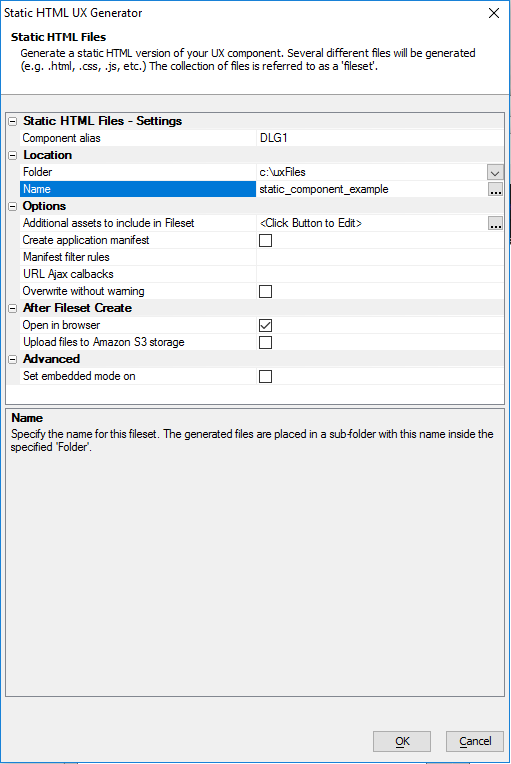 Static HTML UX Generator
Static HTML Files
Generate a static HTML version of your UX component. Several different files will be generated
(e.g. .html, .css, .js, etc.) The collection of files is referred to as a 'fileset'.
Static HTML Files - Settings
Component alias DLG1
Location
Folder c:\uxFiles
Name static_component_example
...
Options
Additional assets to include in Fileset <Click Button to Edit> ...
Create application manifest
Manifest filter rules
URL Ajax calbacks
Overwrite without warning
After Fileset Create
Open in browser
Upload files to Amazon S3 storage
Advanced
Set embedded mode on
Name
Specify the name for this fileset. The generated files are placed in a sub-folder with this name inside the
specified 'Folder'.
OK Cancel